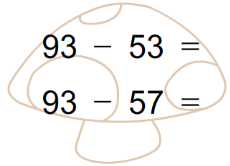 93 − 53 =
93 − 57 =